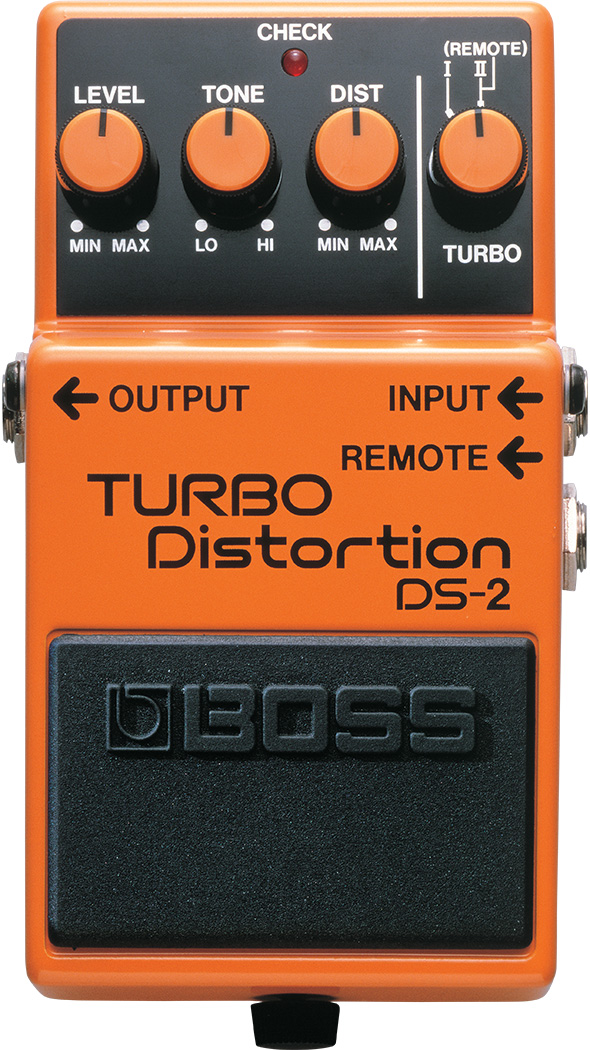 CHECK
(REMOTE)
I II
LEVEL TONE DIST
MIN MAX LO HI MIN MAX
TURBO
← OUTPUT INPUT ←
REMOTE ←
TURBO
Distortion
DS-2
BOSS